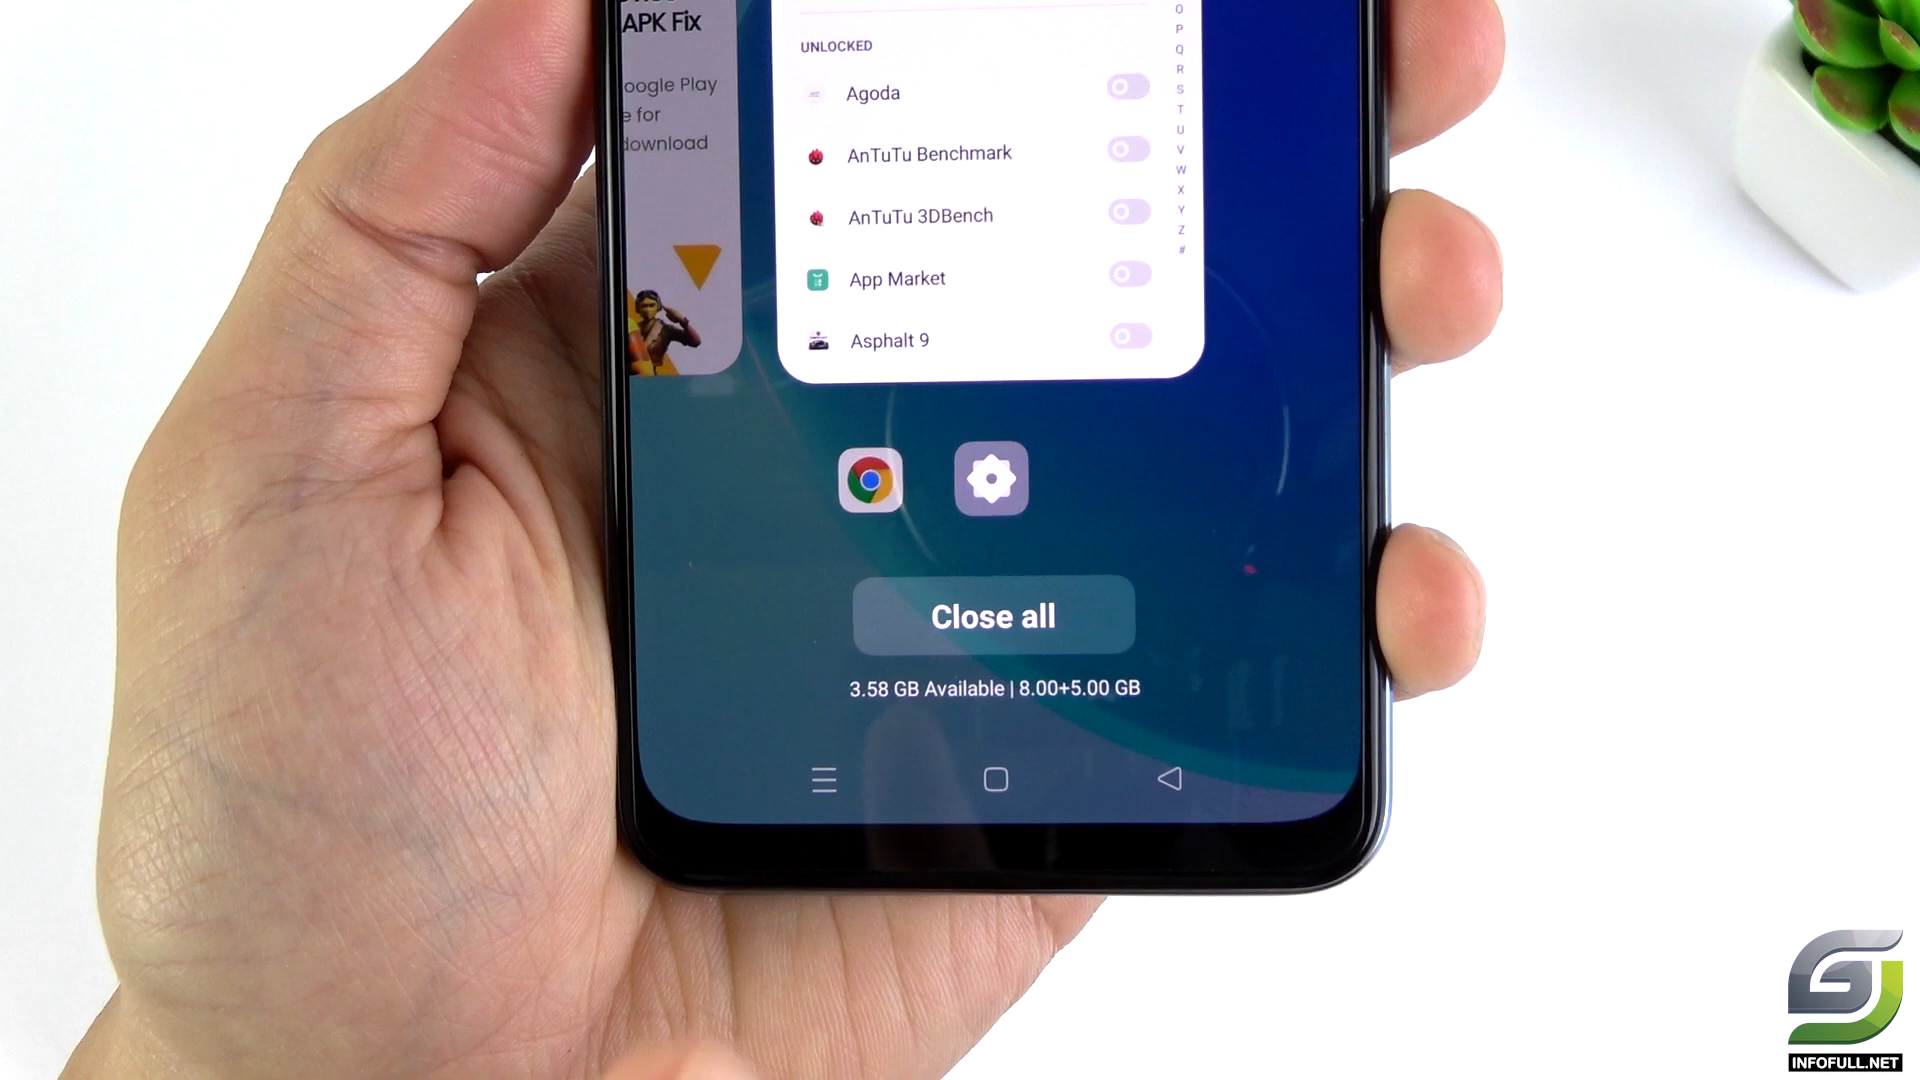 APK Fix
oogle Play
e for
download
UNLOCKED
Agoda
AnTuTu Benchmark
AnTuTu 3DBench
App Market
Asphalt 9
O
P
Q
R
S
T
U
V
W
X
Y
Z
#
Close all
3.58 GB Available | 8.00+5.00 GB
INFOFULL.NET